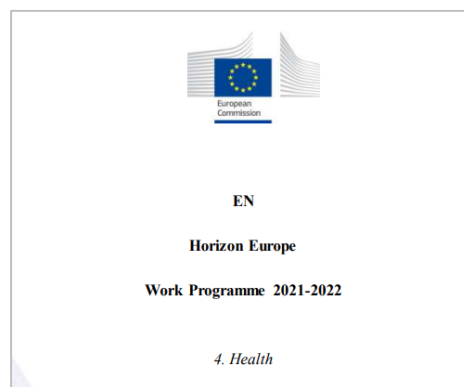 European
Commission
EN
Horizon Europe
Work Programme 2021-2022
4. Health